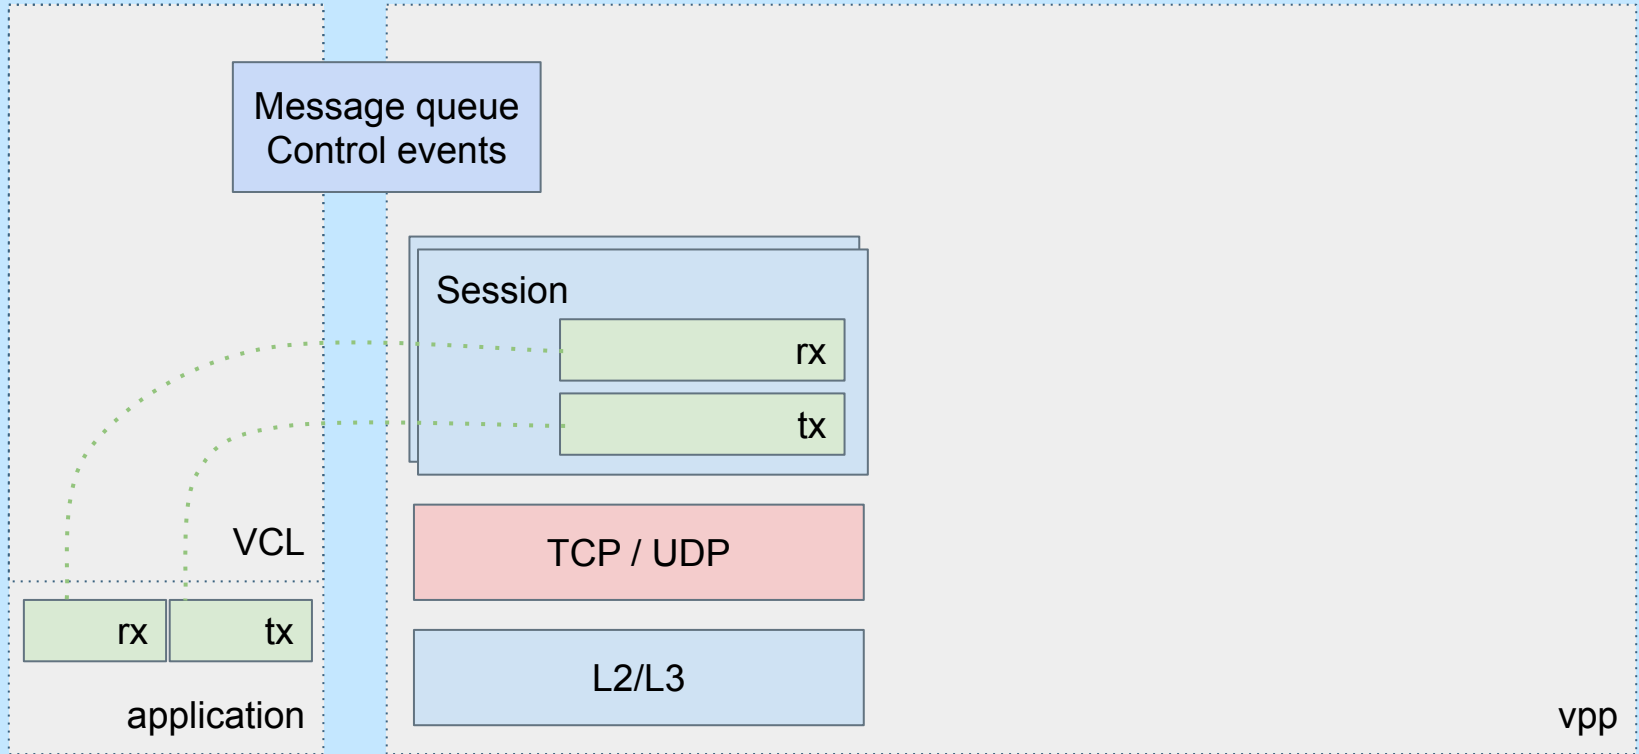 Message queue
Control events
Session
rx
tx
VCL
TCP / UDP
rx
tx
L2/L3
application
vpp